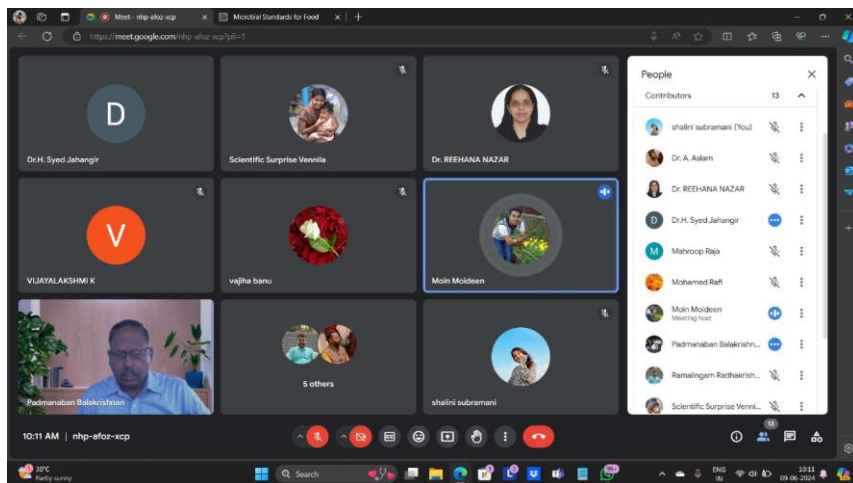 Meet - nhp-afoz-xcp
Microbial Standards for Food
https://meet.google.com/nhp-afoz-xcp?pli=1
D
Dr.H. Syed Jahangir
Scientific Surprise Vennila
Dr. REEHANA NAZAR
V
VIJAYALAKSHMI K
vajiha banu
Moin Moideen
Padmanaban Balakrishnan
5 others
shalini subramani
People
Contributors 13
shalini subramani (You)
Dr. A. Aslam
Dr. REEHANA NAZAR
D Dr.H. Syed Jahangir
M Mahroop Raja
Mohamed Rafi
Moin Moideen
Meeting host
Padmanaban Balakrishn...
Ramalingam Radhakrish...
Scientific Surprise Venni...
10:11 AM | nhp-afoz-xcp
13
30°C
Partly sunny
Search
99+
ENG
IN
10:11
09-06-2024